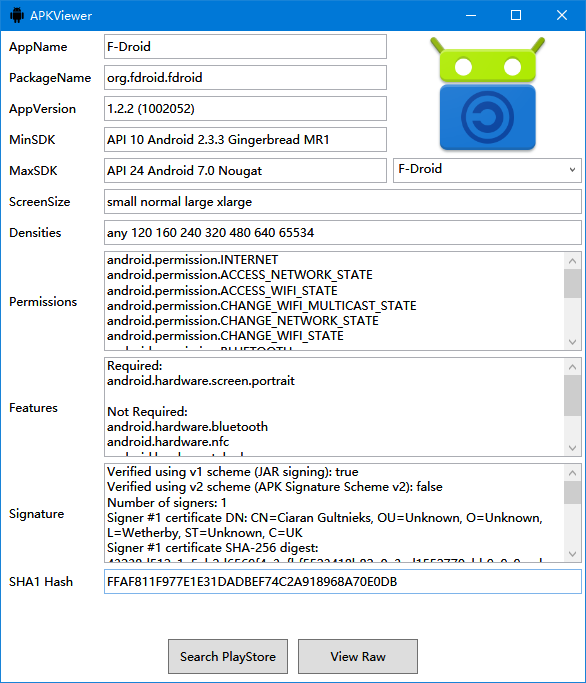 APKViewer
AppName F-Droid
PackageName org.fdroid.fdroid
AppVersion 1.2.2 (1002052)
MinSDK API 10 Android 2.3.3 Gingerbread MR1
MaxSDK API 24 Android 7.0 Nougat F-Droid
ScreenSize small normal large xlarge
Densities any 120 160 240 320 480 640 65534
Permissions
android.permission.INTERNET
android.permission.ACCESS_NETWORK_STATE
android.permission.ACCESS_WIFI_STATE
android.permission.CHANGE_WIFI_MULTICAST_STATE
android.permission.CHANGE_NETWORK_STATE
android.permission.CHANGE_WIFI_STATE
android.permission.BLUETOOTH
Features
Required:
android.hardware.screen.portrait
Not Required:
android.hardware.bluetooth
android.hardware.nfc
Signature
Verified using v1 scheme (JAR signing): true
Verified using v2 scheme (APK Signature Scheme v2): false
Number of signers: 1
Signer #1 certificate DN: CN=Ciaran Gultnieks, OU=Unknown, O=Unknown,
L=Wetherby, ST=Unknown, C=UK
Signer #1 certificate SHA-256 digest:
SHA1 Hash FFAF811F977E1E31DADBEF74C2A918968A70E0DB
Search PlayStore View Raw